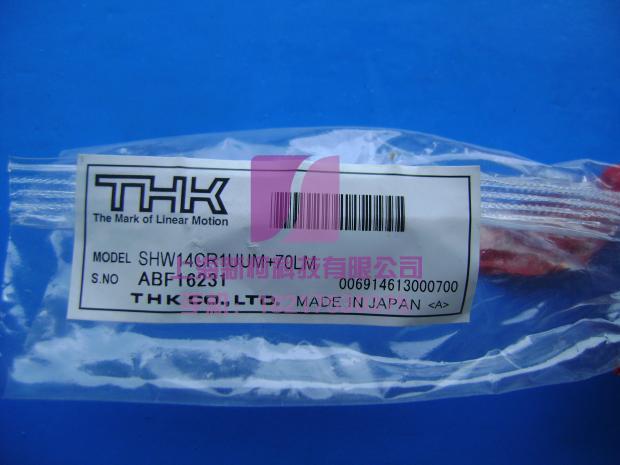 THK
The Mark of Linear Motion
MODEL SHW14CR1UUM+70LM
S.NO ABF16231
006914613000700
THK CO., LTD. MADE IN JAPAN <A>